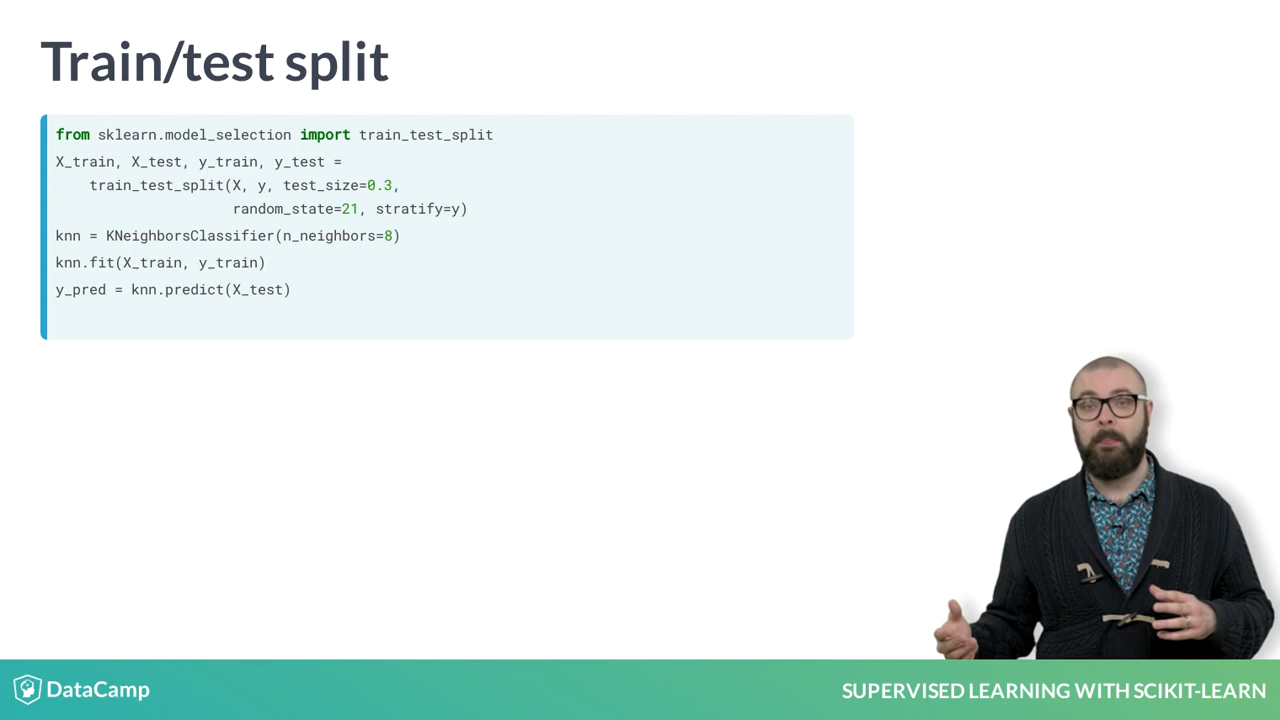 Train/test split
from sklearn.model_selection import train_test_split
X_train, X_test, y_train, y_test =
    train_test_split(X, y, test_size=0.3,
                     random_state=21, stratify=y)
knn = KNeighborsClassifier(n_neighbors=8)
knn.fit(X_train, y_train)
y_pred = knn.predict(X_test)
DataCamp
SUPERVISED LEARNING WITH SCIKIT-LEARN